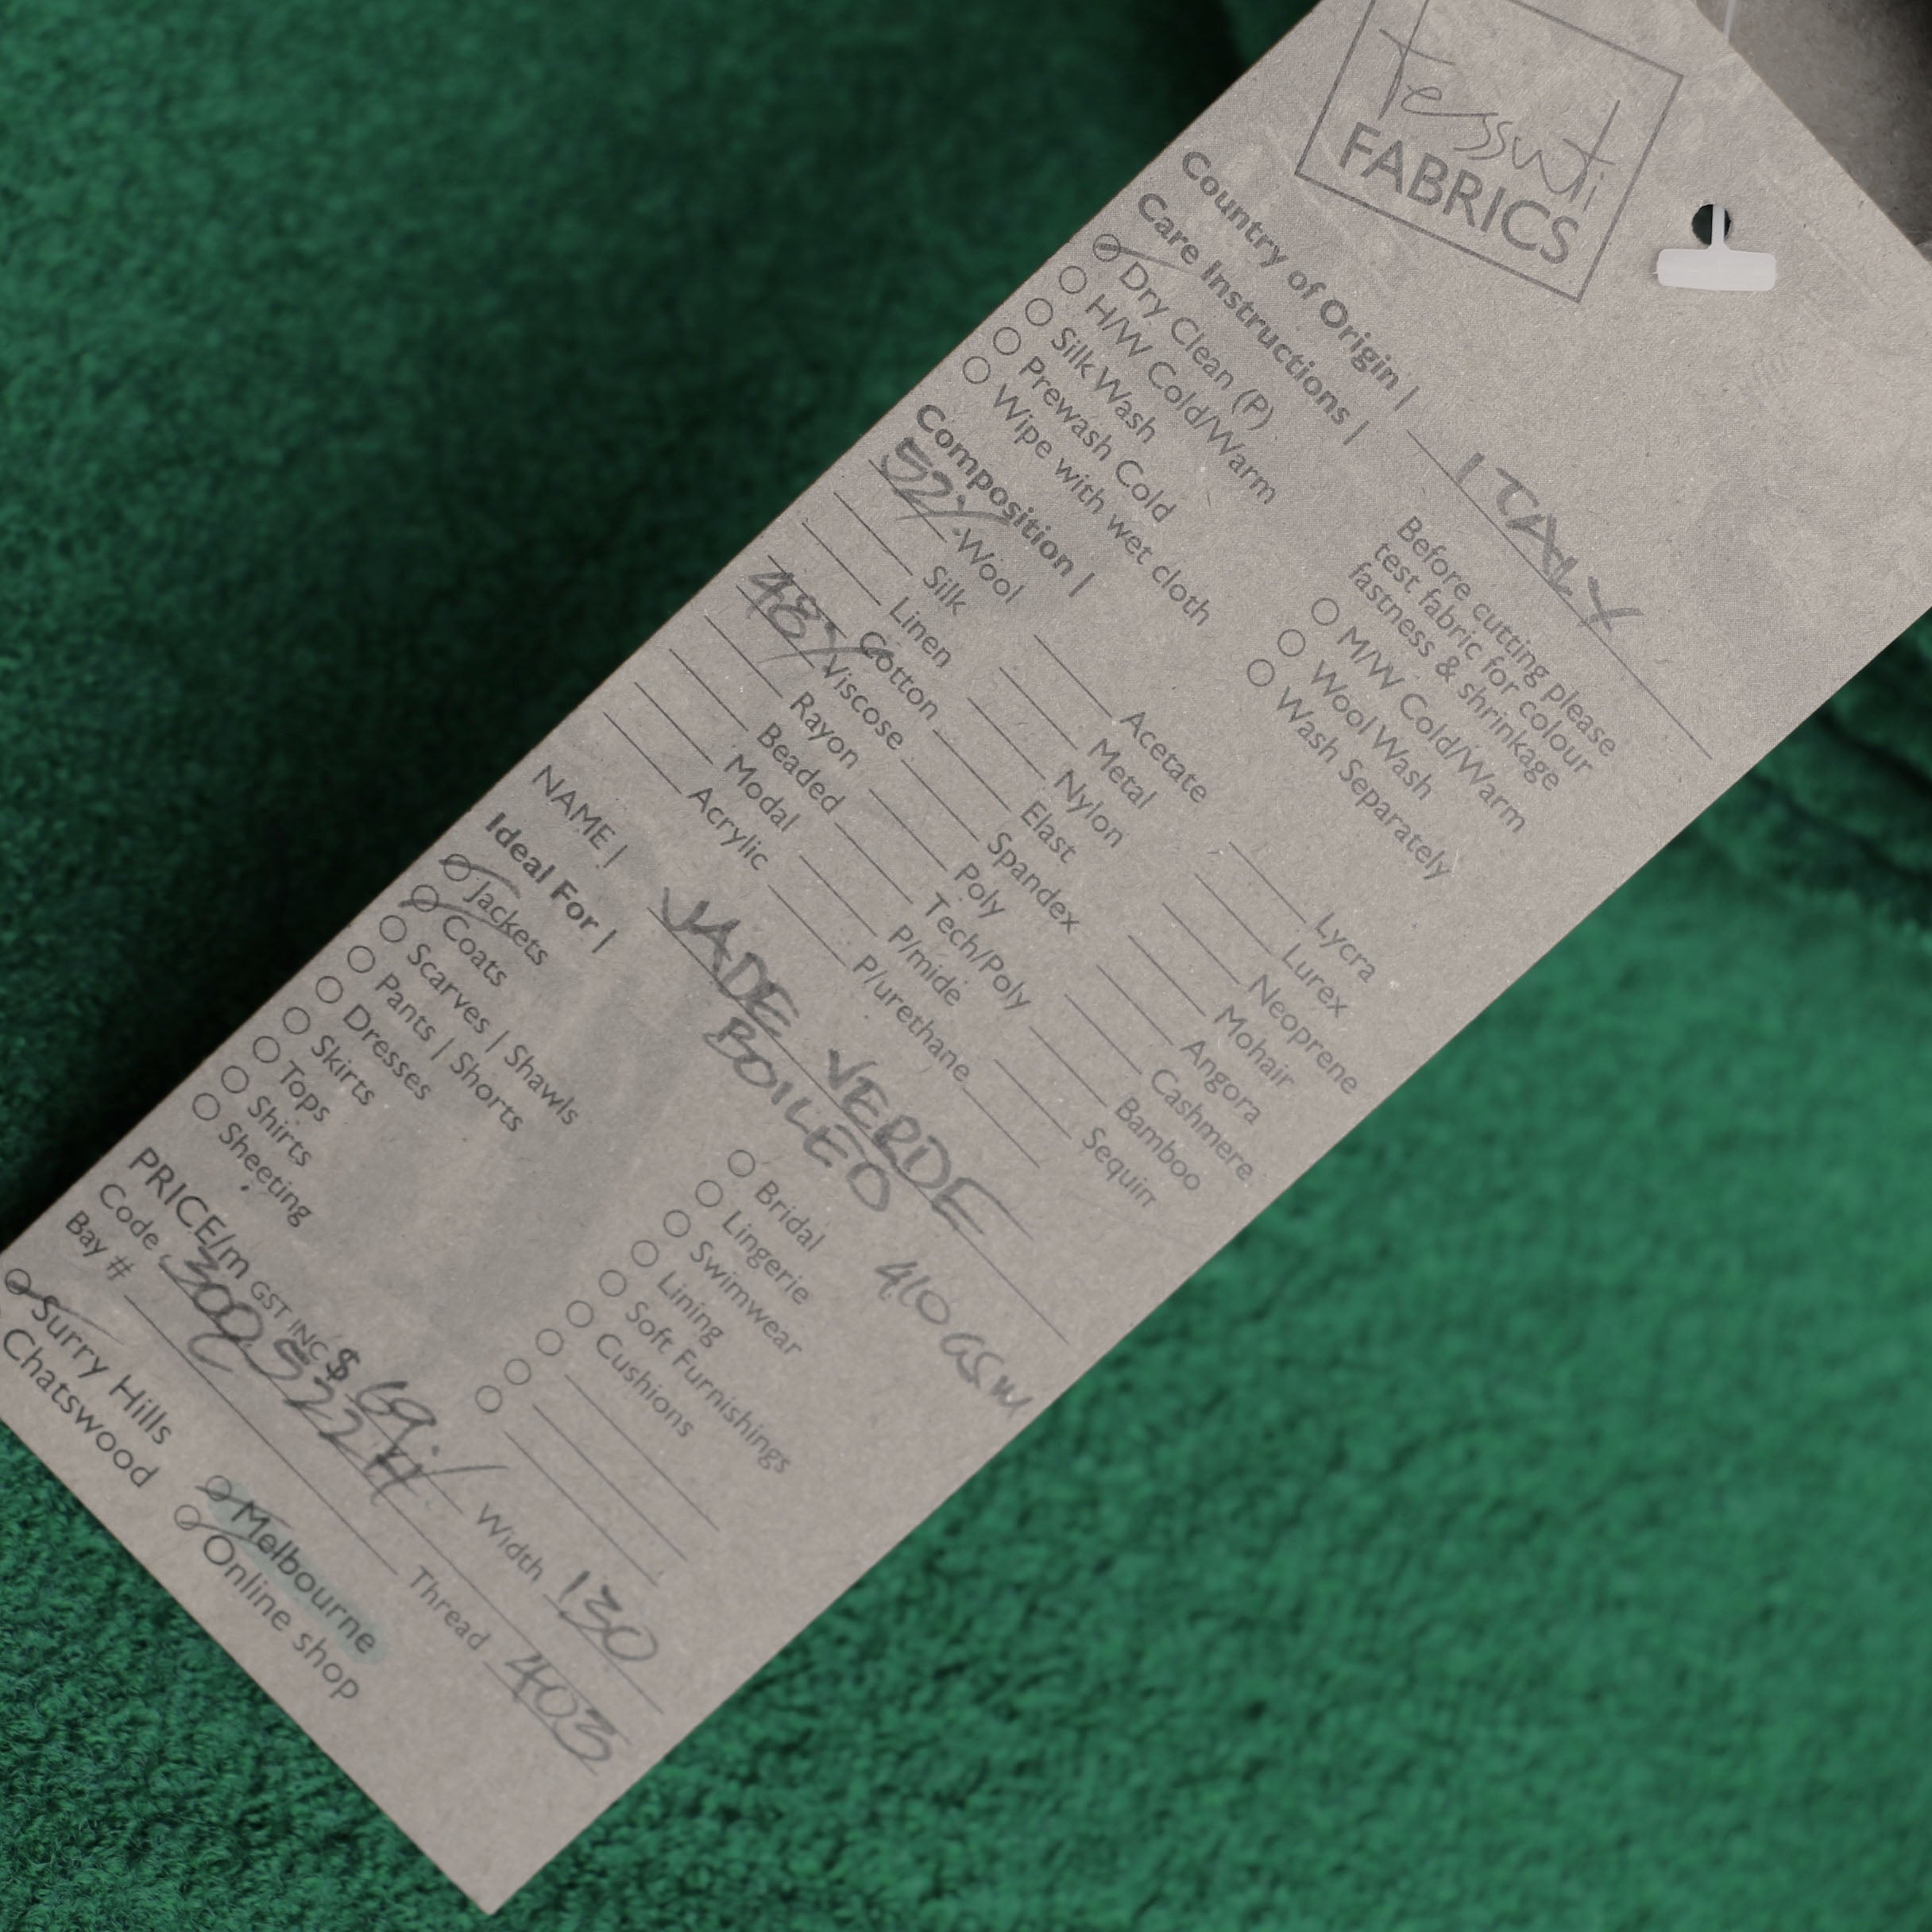 Tessuti
FABRICS
Country of Origin | ITALY
Care Instructions |
Before cutting please
test fabric for colour
fastness & shrinkage
Dry Clean (P)
H/W Cold/Warm
Silk Wash
Prewash Cold
Wipe with wet cloth
M/W Cold/Warm
Wool Wash
Wash Separately
Composition |
52% Wool
Silk
Linen
Cotton
48% Viscose
Rayon
Beaded
Modal
Acrylic
Acetate
Metal
Nylon
Elast
Spandex
Poly
Tech/Poly
P/mide
P/urethane
Lycra
Lurex
Neoprene
Mohair
Angora
Cashmere
Bamboo
Sequin
NAME | JADE VERDE
BOILED 410 GSM
Ideal For |
Jackets
Coats
Scarves | Shawls
Pants | Shorts
Dresses
Skirts
Tops
Shirts
Sheeting
Bridal
Lingerie
Swimwear
Lining
Soft Furnishings
Cushions
PRICE/m GST INC $ 69. Width 130
Code Thread 403
Bay #
Surry Hills
Chatswood
Melbourne
Online shop